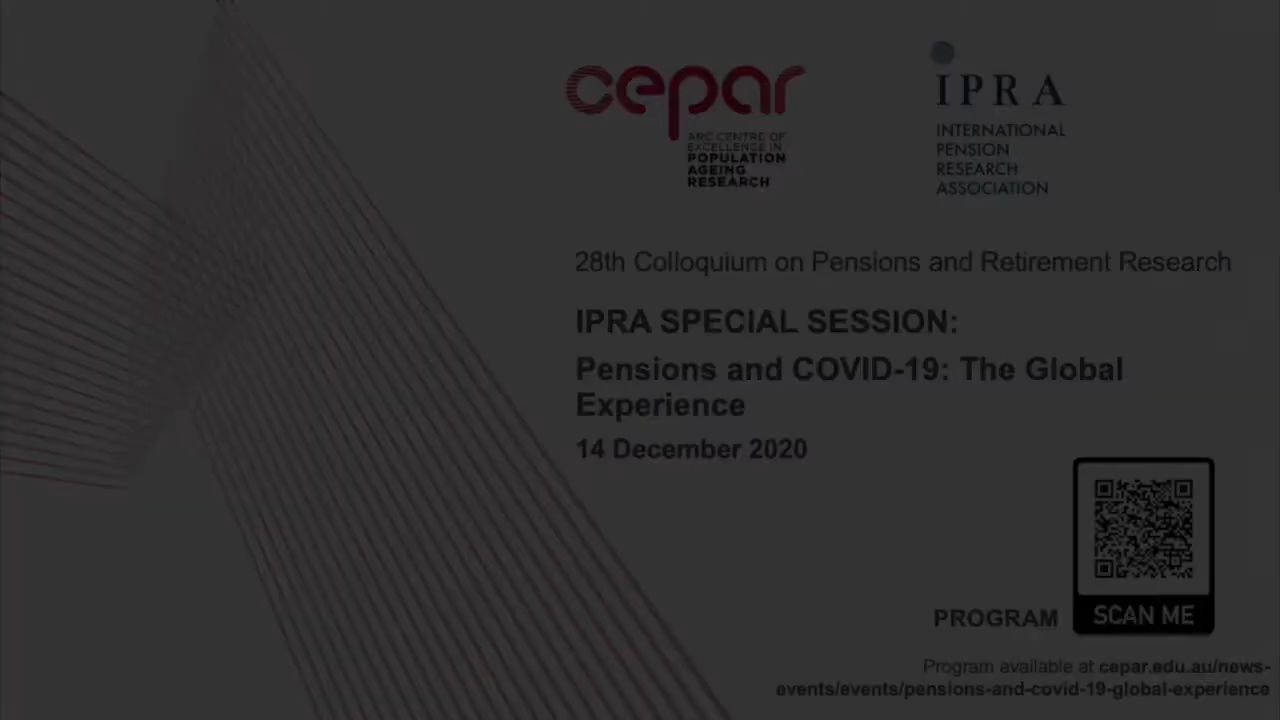 cepar
ARC CENTRE OF
EXCELLENCE IN
POPULATION
AGEING
RESEARCH
IPRA
INTERNATIONAL
PENSION
RESEARCH
ASSOCIATION
28th Colloquium on Pensions and Retirement Research
IPRA SPECIAL SESSION:
Pensions and COVID-19: The Global
Experience
14 December 2020
PROGRAM
SCAN ME
Program available at cepar.edu.au/news-
events/events/pensions-and-covid-19-global-experience